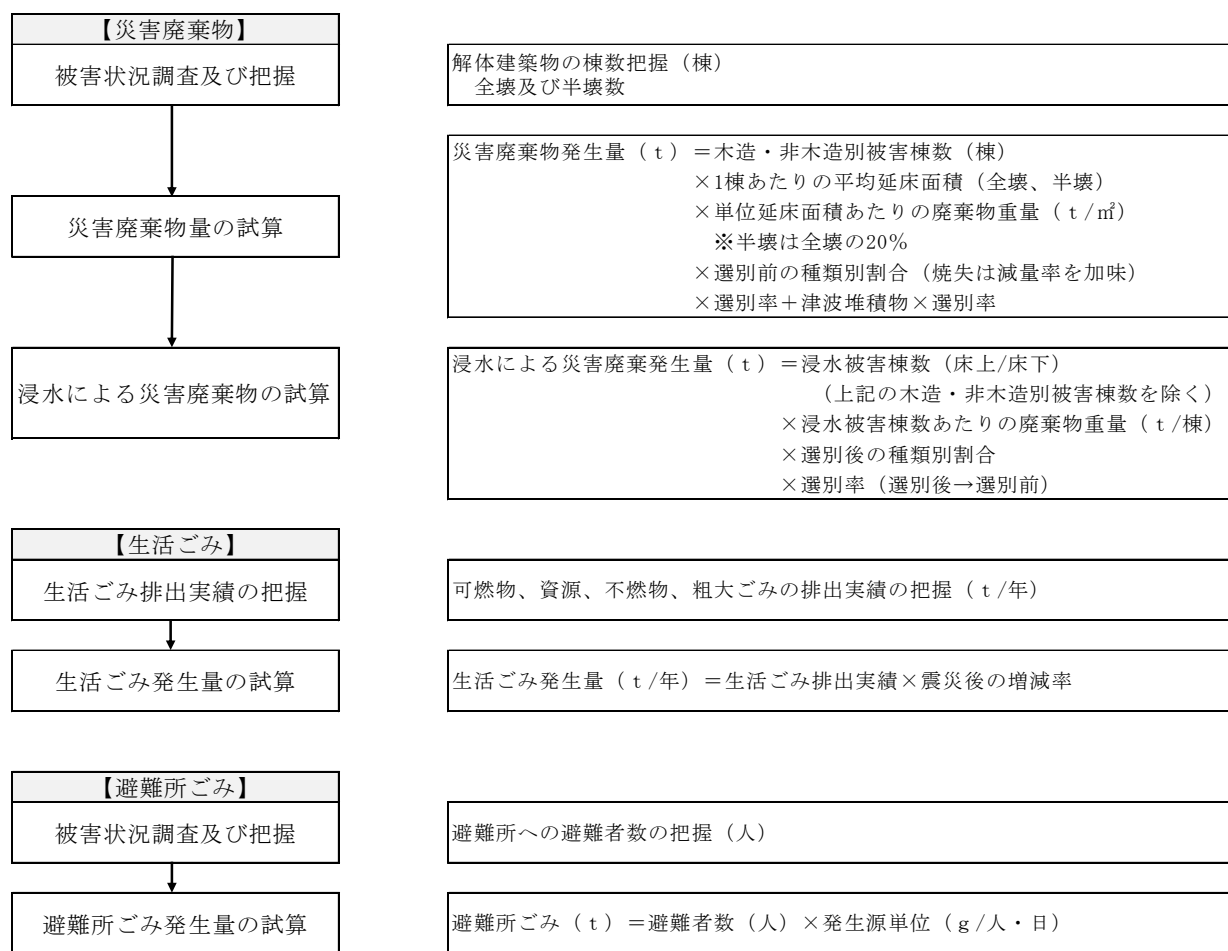 【災害廃棄物】
被害状況調査及び把握
解体建築物の棟数把握（棟）
全壊及び半壊数
災害廃棄物量の試算
災害廃棄物発生量（ｔ）＝木造・非木造別被害棟数（棟）
×1棟あたりの平均延床面積（全壊、半壊）
×単位延床面積あたりの廃棄物重量（ｔ/㎡）
※半壊は全壊の20％
×選別前の種類別割合（焼失は減量率を加味）
×選別率＋津波堆積物×選別率
浸水による災害廃棄物の試算
浸水による災害廃棄発生量（ｔ）＝浸水被害棟数（床上/床下）
（上記の木造・非木造別被害棟数を除く）
×浸水被害棟数あたりの廃棄物重量（ｔ/棟）
×選別後の種類別割合
×選別率（選別後→選別前）
【生活ごみ】
生活ごみ排出実績の把握
可燃物、資源、不燃物、粗大ごみの排出実績の把握（ｔ/年）
生活ごみ発生量の試算
生活ごみ発生量（ｔ/年）＝生活ごみ排出実績×震災後の増減率
【避難所ごみ】
被害状況調査及び把握
避難所への避難者数の把握（人）
避難所ごみ発生量の試算
避難所ごみ（ｔ）＝避難者数（人）×発生源単位（ｇ/人・日）